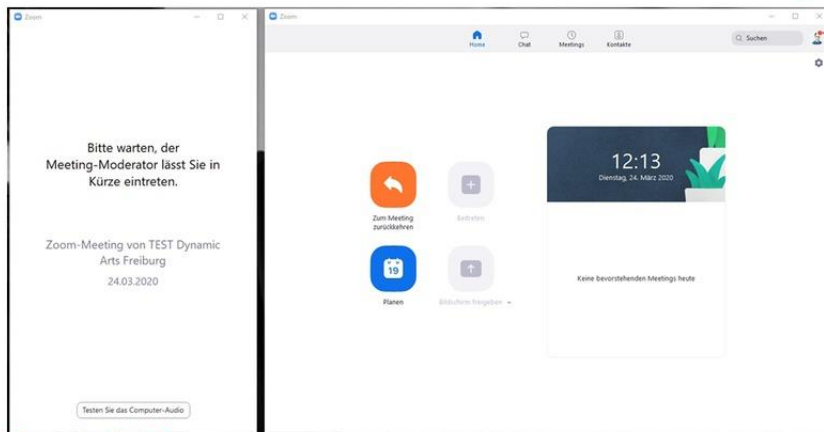 Zoom
Bitte warten, der
Meeting-Moderator lässt Sie in
Kürze eintreten.
Zoom-Meeting von TEST Dynamic
Arts Freiburg
24.03.2020
Testen Sie das Computer-Audio
Zoom
Home
Chat
Meetings
Kontakte
Suchen
Zum Meeting
zurückkehren
Beitreten
19
Planen
Bildschirm freigeben
12:13
Dienstag, 24. März 2020
Keine bevorstehenden Meetings heute